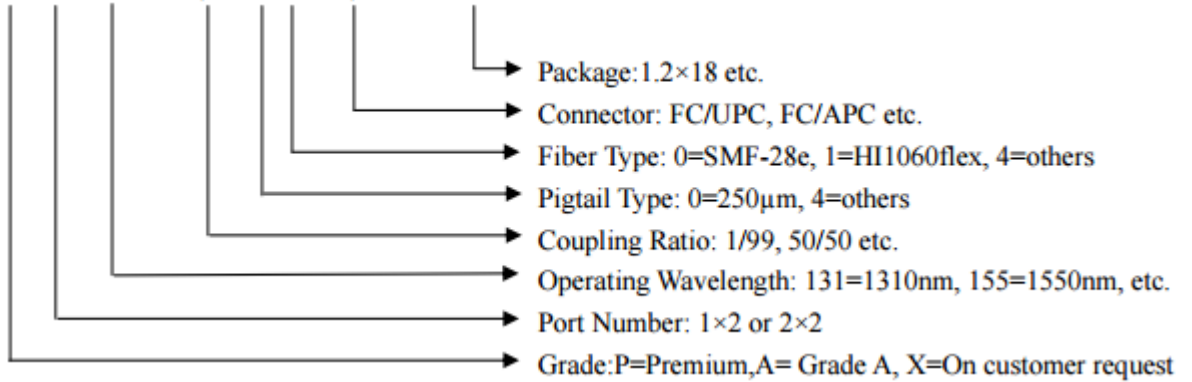 Package:1.2×18 etc.
Connector: FC/UPC, FC/APC etc.
Fiber Type: 0=SMF-28e, 1=HI1060flex, 4=others
Pigtail Type: 0=250µm, 4=others
Coupling Ratio: 1/99, 50/50 etc.
Operating Wavelength: 131=1310nm, 155=1550nm, etc.
Port Number: 1×2 or 2×2
Grade:P=Premium,A= Grade A, X=On customer request